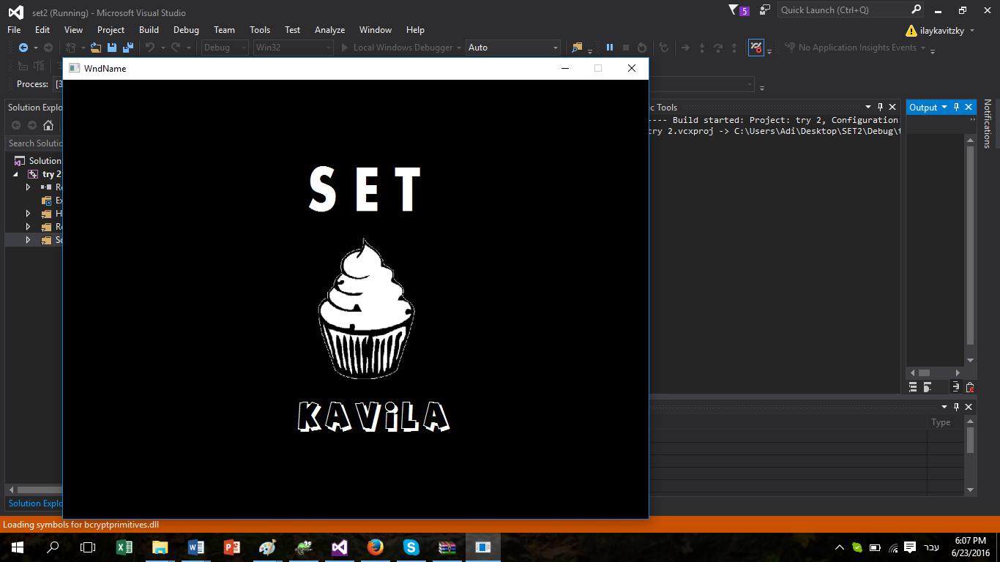 set2 (Running) - Microsoft Visual Studio
5
Quick Launch (Ctrl+Q)
File Edit View Project Build Debug Team Tools Test Analyze Window Help
ilaykavitzky
Debug Win32 Local Windows Debugger Auto No Application Insights Events
WndName
Process:
Solution Explo
c Tools
Output
Notifications
---- Build started: Project: try 2, Configuration:
try 2.vcxproj -> C:\Users\Adi\Desktop\SET2\Debug\t
Search Solutio
Solution
try 2
Re
Ex
H
Re
So
SET
KAViLA
Type
Solution Explo
Loading symbols for bcryptprimitives.dll
עבר
6:07 PM
6/23/2016